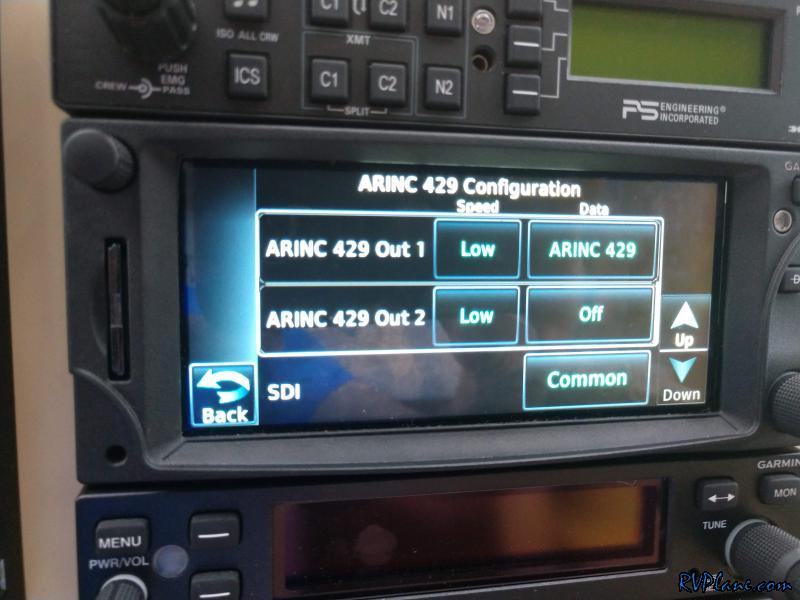 C1 C2 N1
ISO ALL CRW
XMT
PUSH
EMG
PASS
CREW
ICS C1 C2 N2
SPLIT
PS ENGINEERING®
INCORPORATED
GA
ARINC 429 Configuration
Speed Data
ARINC 429 Out 1 Low ARINC 429
ARINC 429 Out 2 Low Off
Up
SDI Common
Back
Down
GARMIN
MENU
MON
TUNE
PWR/VOL
RVPlane.com